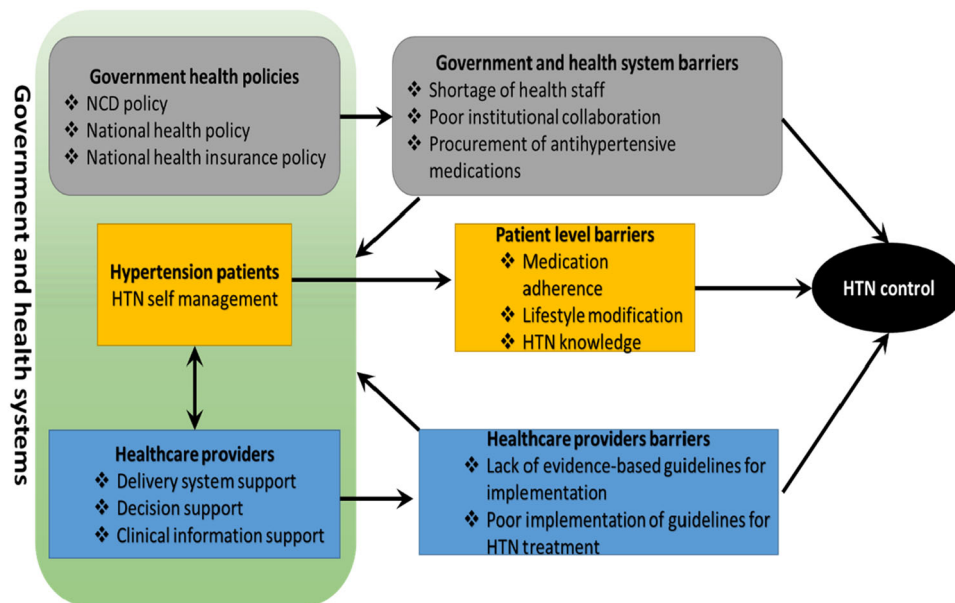 Government and health systems
Government health policies
❖ NCD policy
❖ National health policy
❖ National health insurance policy
Government and health system barriers
❖ Shortage of health staff
❖ Poor institutional collaboration
❖ Procurement of antihypertensive
medications
Hypertension patients
HTN self management
Patient level barriers
❖ Medication
adherence
❖ Lifestyle modification
❖ HTN knowledge
HTN control
Healthcare providers
❖ Delivery system support
❖ Decision support
❖ Clinical information support
Healthcare providers barriers
❖ Lack of evidence-based guidelines for
implementation
❖ Poor implementation of guidelines for
HTN treatment